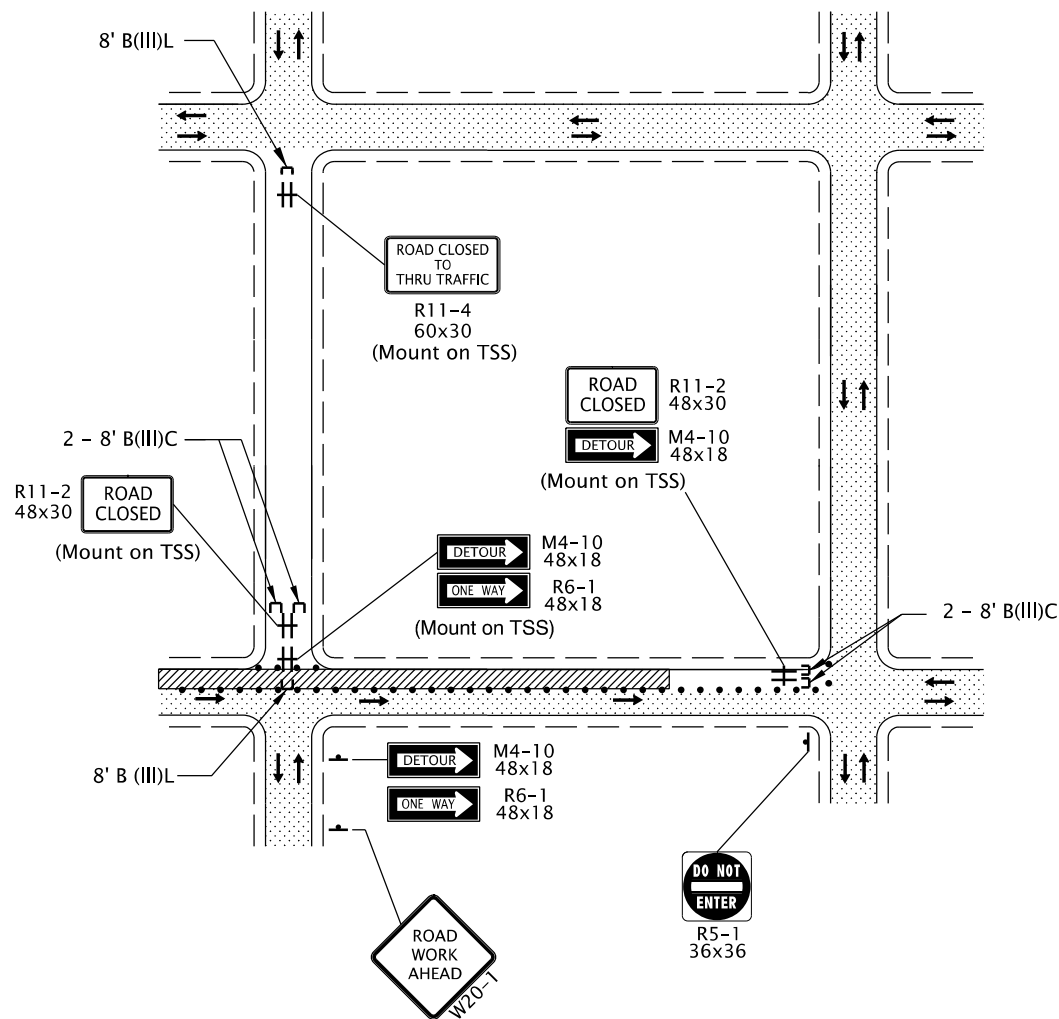 8' B(III)L
ROAD CLOSED
TO
THRU TRAFFIC
R11-4
60x30
(Mount on TSS)
ROAD
CLOSED
R11-2
48x30
DETOUR
M4-10
48x18
(Mount on TSS)
2 - 8' B(III)C
R11-2
48x30
ROAD
CLOSED
(Mount on TSS)
DETOUR
M4-10
48x18
ONE WAY
R6-1
48x18
(Mount on TSS)
2 - 8' B(III)C
8' B (III)L
DETOUR
M4-10
48x18
ONE WAY
R6-1
48x18
ROAD
WORK
AHEAD
W20-1
DO NOT
ENTER
R5-1
36x36